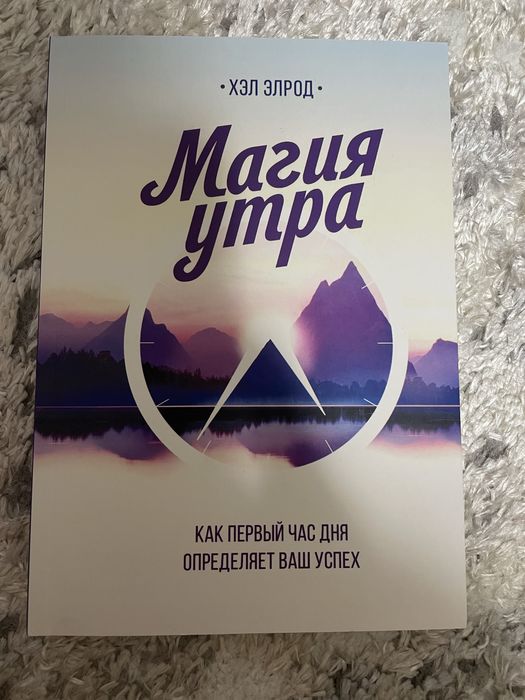 • ХЭЛ ЭЛРОД •
Магия
утра
КАК ПЕРВЫЙ ЧАС ДНЯ
ОПРЕДЕЛЯЕТ ВАШ УСПЕХ